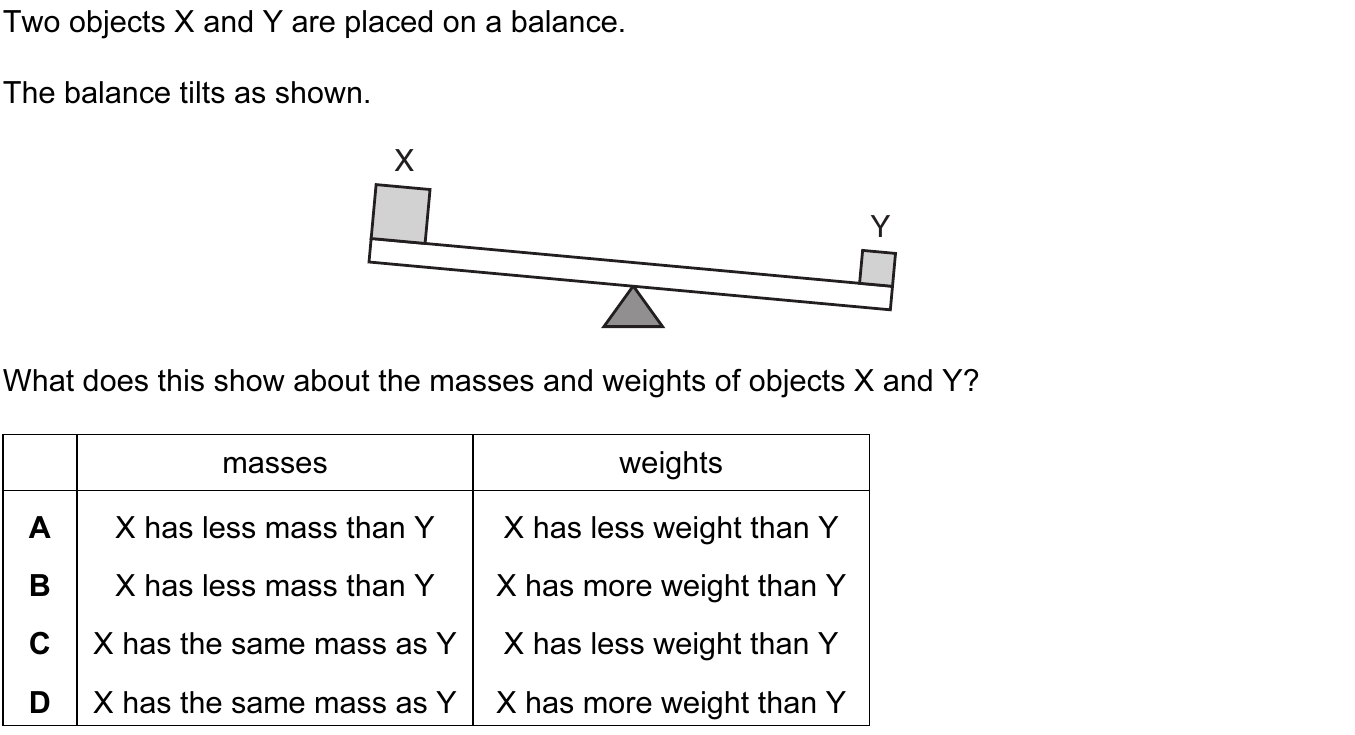 Two objects X and Y are placed on a balance.
The balance tilts as shown.
X
Y
What does this show about the masses and weights of objects X and Y?
masses weights
A X has less mass than Y X has less weight than Y
B X has less mass than Y X has more weight than Y
C X has the same mass as Y X has less weight than Y
D X has the same mass as Y X has more weight than Y